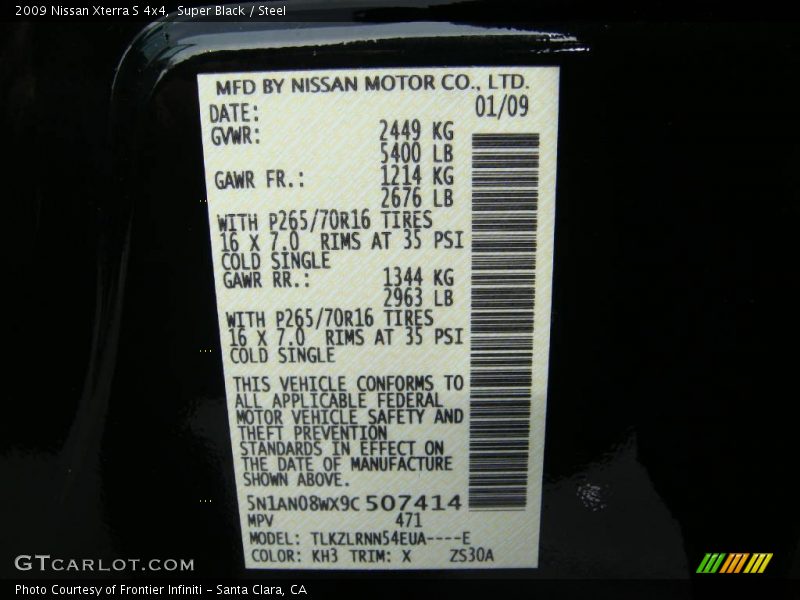 2009 Nissan Xterra S 4x4, Super Black / Steel
MFD BY NISSAN MOTOR CO., LTD.
DATE: 01/09
GVWR: 2449 KG
5400 LB
GAWR FR.: 1214 KG
2676 LB
WITH P265/70R16 TIRES
16 X 7.0 RIMS AT 35 PSI
COLD SINGLE
GAWR RR.: 1344 KG
2963 LB
WITH P265/70R16 TIRES
16 X 7.0 RIMS AT 35 PSI
COLD SINGLE
THIS VEHICLE CONFORMS TO
ALL APPLICABLE FEDERAL
MOTOR VEHICLE SAFETY AND
THEFT PREVENTION
STANDARDS IN EFFECT ON
THE DATE OF MANUFACTURE
SHOWN ABOVE.
5N1AN08WX9C507414
MPV 471
MODEL: TLKZLRNN54EUA----E
COLOR: KH3 TRIM: X ZS30A
GTCARLOT.COM
Photo Courtesy of Frontier Infiniti - Santa Clara, CA